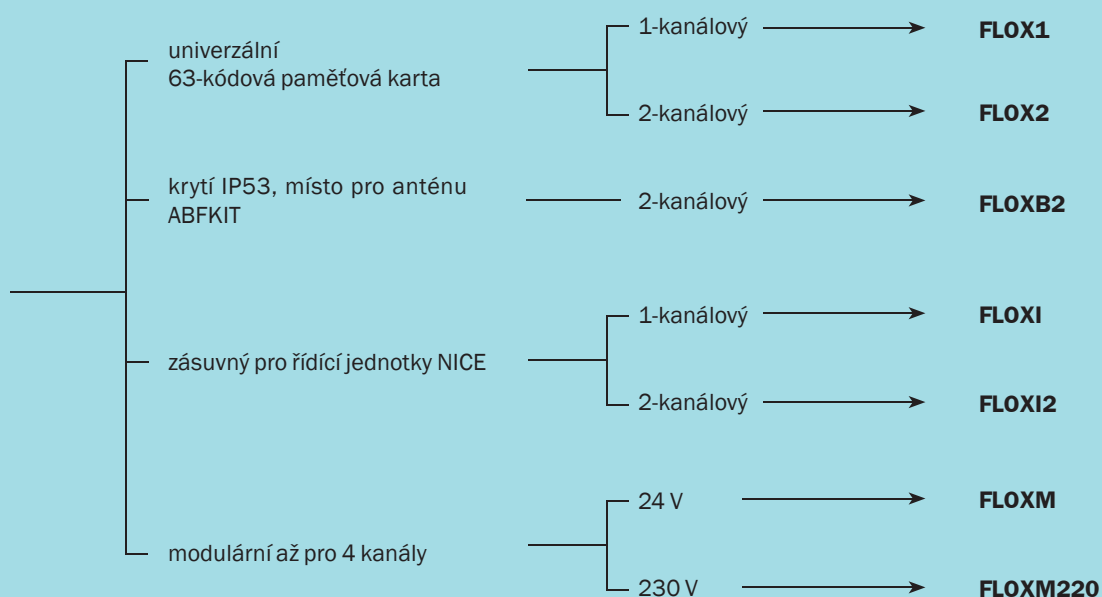 univerzální
63-kódová paměťová karta
1-kanálový
FLOX1
2-kanálový
FLOX2
krytí IP53, místo pro anténu
ABFKIT
2-kanálový
FLOXB2
zásuvný pro řídící jednotky NICE
1-kanálový
FLOXI
2-kanálový
FLOXI2
modulární až pro 4 kanály
24 V
FLOXM
230 V
FLOXM220